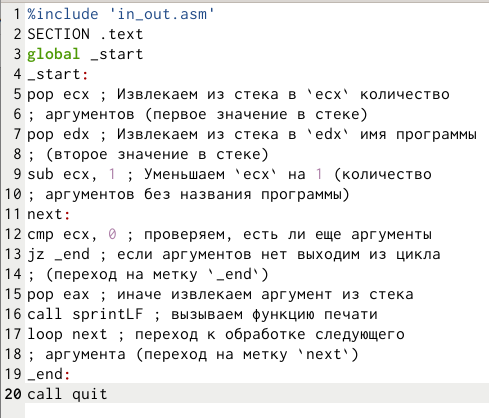 1 %include 'in_out.asm'
2 SECTION .text
3 global _start
4 _start:
5 pop ecx ; Извлекаем из стека в `ecx` количество
6 ; аргументов (первое значение в стеке)
7 pop edx ; Извлекаем из стека в `edx` имя программы
8 ; (второе значение в стеке)
9 sub ecx, 1 ; Уменьшаем `ecx` на 1 (количество
10 ; аргументов без названия программы)
11 next:
12 cmp ecx, 0 ; проверяем, есть ли еще аргументы
13 jz _end ; если аргументов нет выходим из цикла
14 ; (переход на метку `_end`)
15 pop eax ; иначе извлекаем аргумент из стека
16 call sprintLF ; вызываем функцию печати
17 loop next ; переход к обработке следующего
18 ; аргумента (переход на метку `next`)
19 _end:
20 call quit